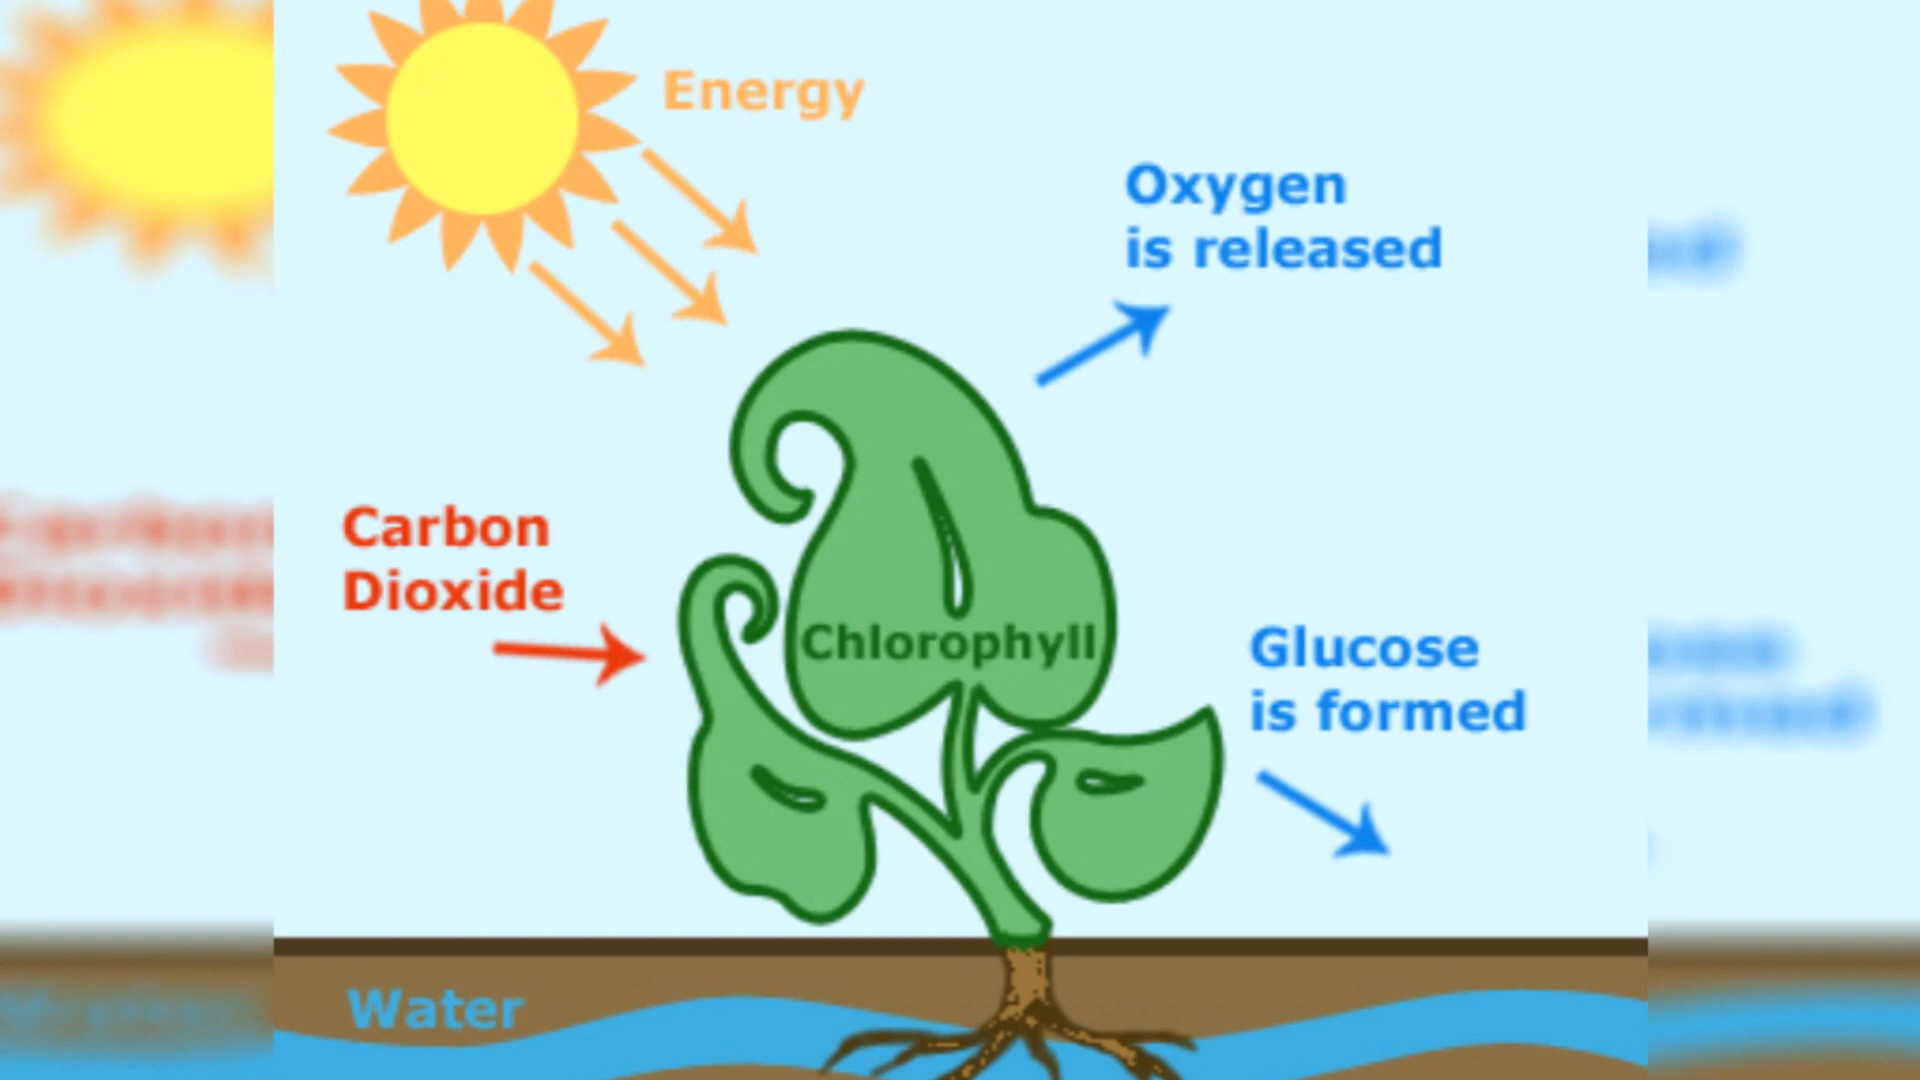 Energy
Oxygen
is released
Carbon
Dioxide
Chlorophyll
Glucose
is formed
Water